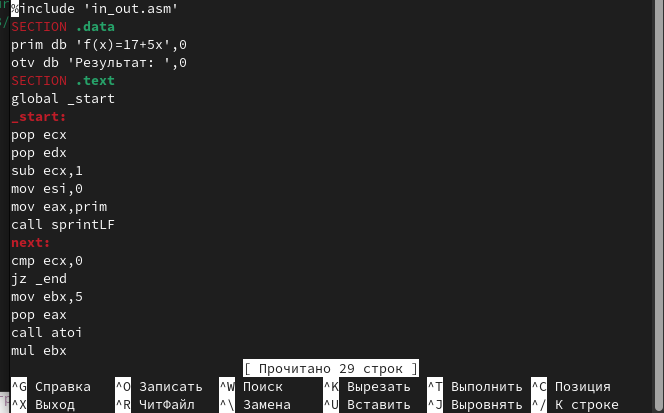 %include 'in_out.asm'
SECTION .data
prim db 'f(x)=17+5x',0
otv db 'Результат: ',0
SECTION .text
global _start
_start:
pop ecx
pop edx
sub ecx,1
mov esi,0
mov eax,prim
call sprintLF
next:
cmp ecx,0
jz _end
mov ebx,5
pop eax
call atoi
mul ebx
[ Прочитано 29 строк ]
^G Справка ^O Записать ^W Поиск ^K Вырезать ^T Выполнить ^C Позиция
^X Выход ^R ЧитФайл ^\ Замена ^U Вставить ^J Выровнять ^/ К строке